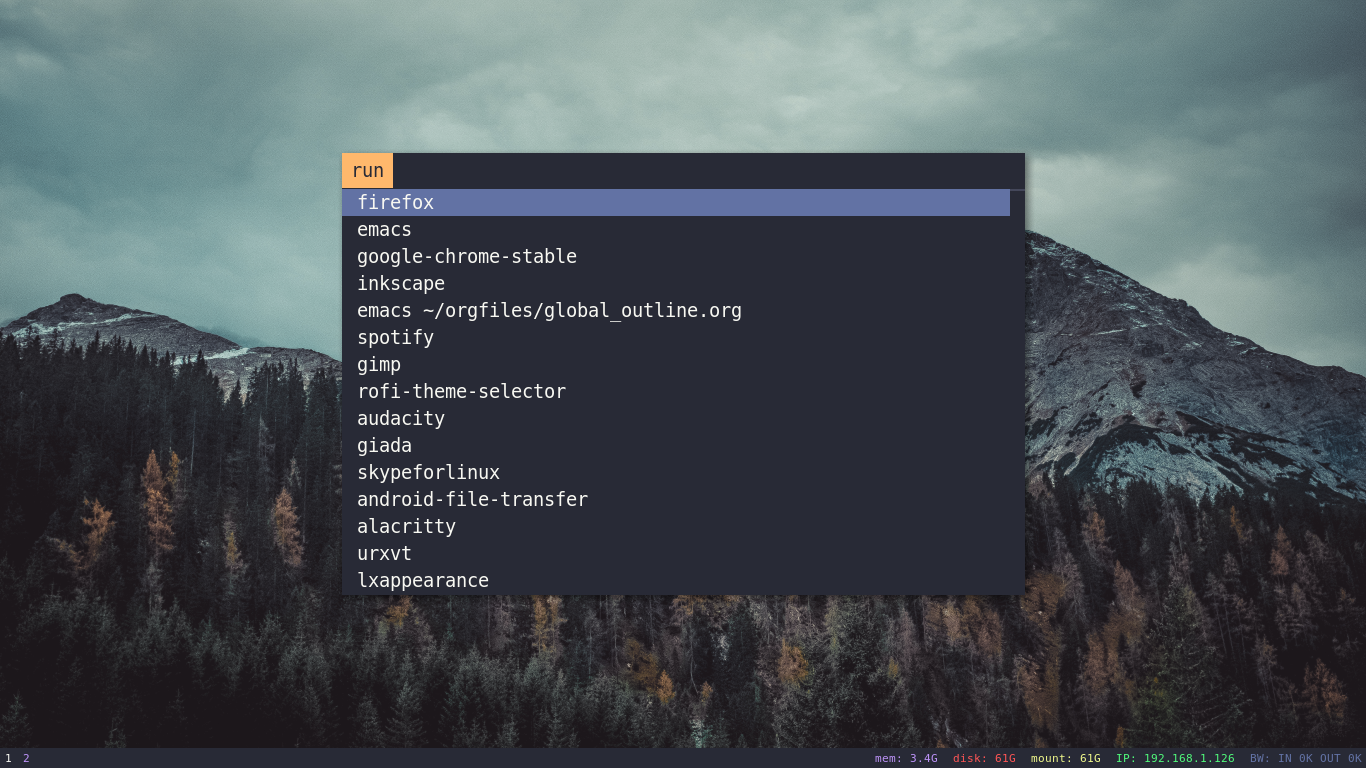 run
firefox
emacs
google-chrome-stable
inkscape
emacs ~/orgfiles/global_outline.org
spotify
gimp
rofi-theme-selector
audacity
giada
skypeforlinux
android-file-transfer
alacritty
urxvt
lxappearance
1 2 mem: 3.4G disk: 61G mount: 61G IP: 192.168.1.126 BW: IN 0K OUT 0K